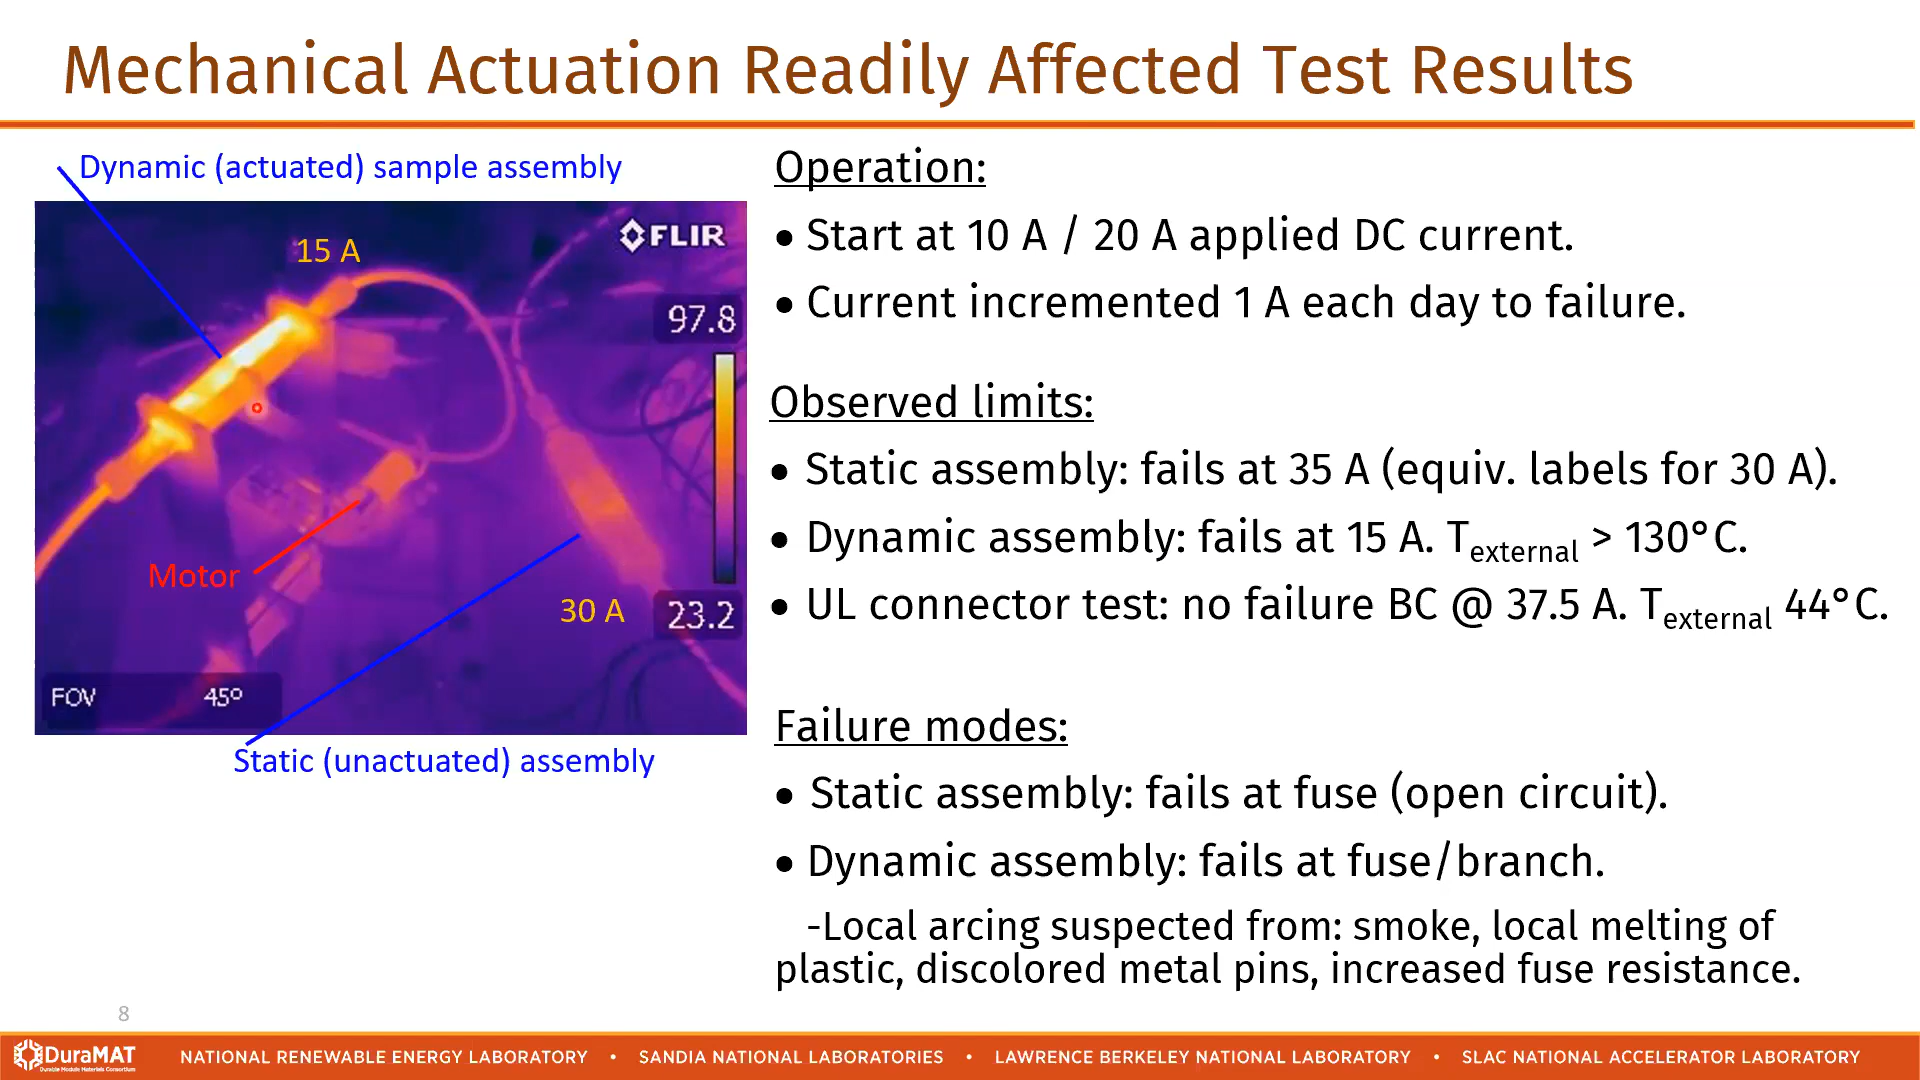 Mechanical Actuation Readily Affected Test Results
Dynamic (actuated) sample assembly
15 A
FLIR
97.8
Motor
30 A
23.2
FOV 45°
Static (unactuated) assembly
Operation:
• Start at 10 A / 20 A applied DC current.
• Current incremented 1 A each day to failure.
Observed limits:
• Static assembly: fails at 35 A (equiv. labels for 30 A).
• Dynamic assembly: fails at 15 A. Texternal > 130°C.
• UL connector test: no failure BC @ 37.5 A. Texternal 44°C.
Failure modes:
• Static assembly: fails at fuse (open circuit).
• Dynamic assembly: fails at fuse/branch.
-Local arcing suspected from: smoke, local melting of
plastic, discolored metal pins, increased fuse resistance.
8
DuraMAT
Durable Module Materials Consortium
NATIONAL RENEWABLE ENERGY LABORATORY • SANDIA NATIONAL LABORATORIES • LAWRENCE BERKELEY NATIONAL LABORATORY • SLAC NATIONAL ACCELERATOR LABORATORY